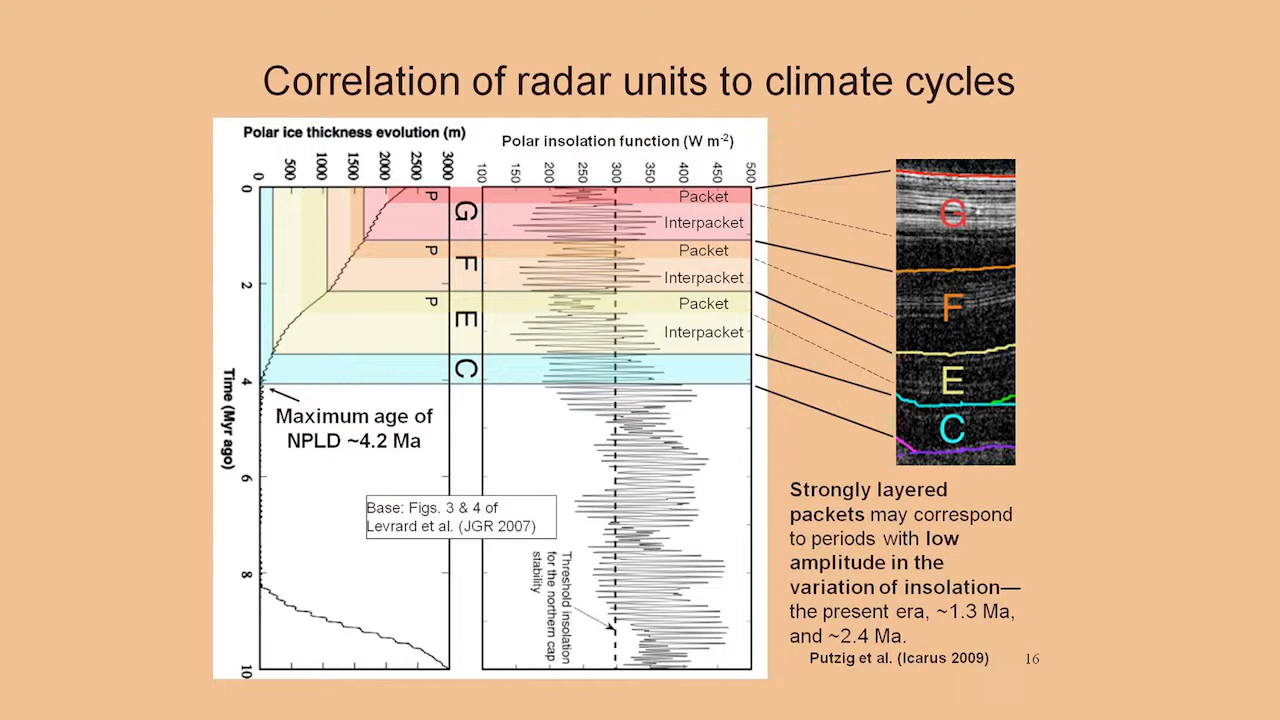 Correlation of radar units to climate cycles
Polar ice thickness evolution (m)
Polar insolation function (W m-2)
0 500 1000 1500 2000 2500 3000
100 150 200 250 300 350 400 450 500
0
2
4
6
8
10
Time (Myr ago)
P
P
P
G
F
E
C
Packet
Interpacket
Packet
Interpacket
Packet
Interpacket
G
F
E
C
Maximum age of
NPLD ~4.2 Ma
Base: Figs. 3 & 4 of
Levrard et al. (JGR 2007)
Threshold insolation
for the northern cap
stability
Strongly layered
packets may correspond
to periods with low
amplitude in the
variation of insolation—
the present era, ~1.3 Ma,
and ~2.4 Ma.
Putzig et al. (Icarus 2009)
16